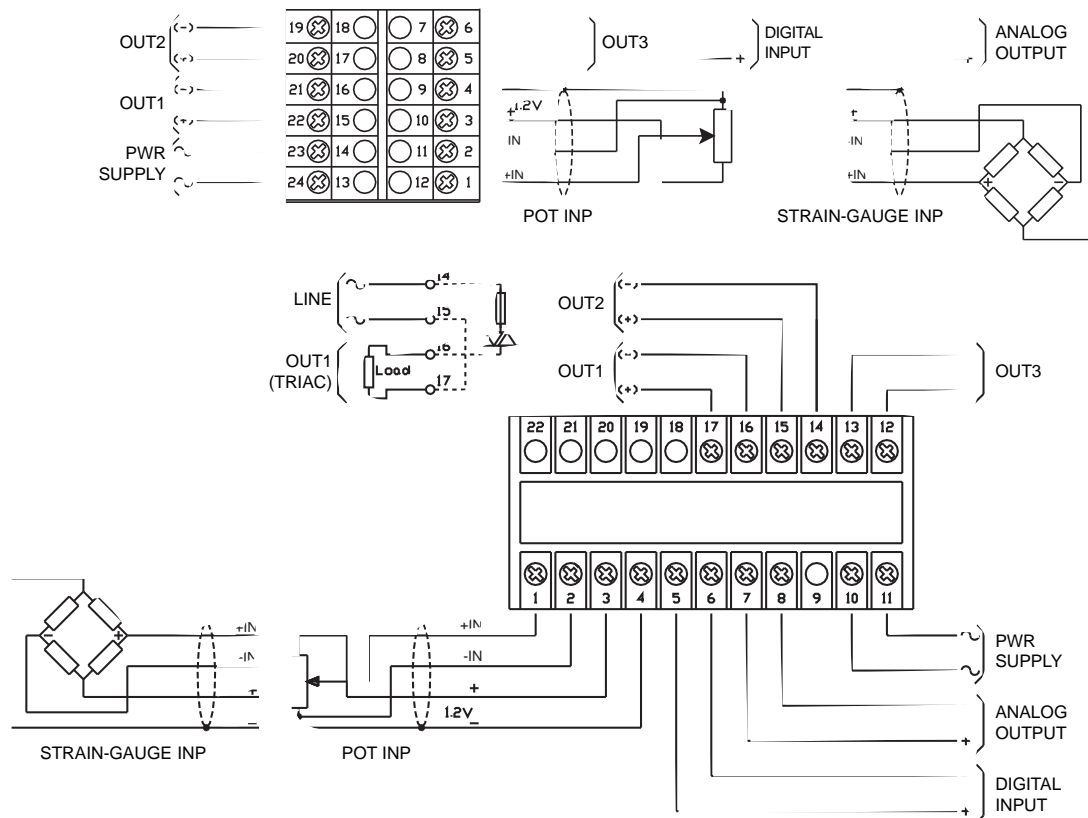 OUT2
(-)
(+)
OUT1
(-)
(+)
PWR
SUPPLY
19 18 7 6
20 17 8 5
21 16 9 4
22 15 10 3
23 14 11 2
24 13 12 1
OUT3
DIGITAL
INPUT
+
ANALOG
OUTPUT
1.2V
+
IN
+IN
POT INP
+
-IN
+IN
+
-
STRAIN-GAUGE INP
LINE
14
15
OUT1
(TRIAC)
Load
16
17
OUT2
(-)
(+)
OUT1
(-)
(+)
OUT3
22 21 20 19 18 17 16 15 14 13 12
1 2 3 4 5 6 7 8 9 10 11
-
+
+IN
-IN
+
-
STRAIN-GAUGE INP
+IN
-IN
+
1.2V
-
POT INP
PWR
SUPPLY
ANALOG
OUTPUT
+
DIGITAL
INPUT
+